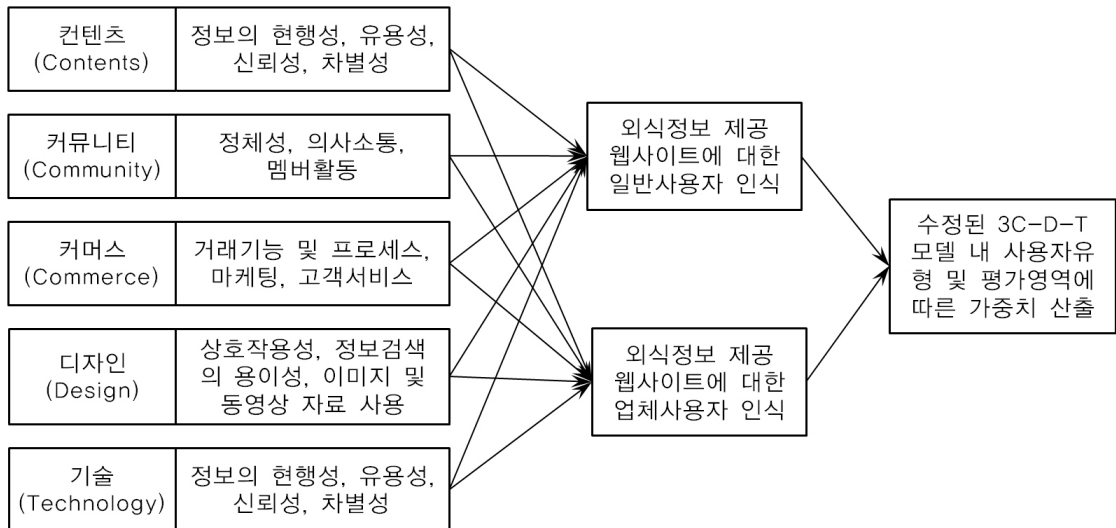 컨텐츠
(Contents)
정보의 현행성, 유용성,
신뢰성, 차별성
커뮤니티
(Community)
정체성, 의사소통,
멤버활동
커머스
(Commerce)
거래기능 및 프로세스,
마케팅, 고객서비스
디자인
(Design)
상호작용성, 정보검색
의 용이성, 이미지 및
동영상 자료 사용
기술
(Technology)
정보의 현행성, 유용성,
신뢰성, 차별성
외식정보 제공
웹사이트에 대한
일반사용자 인식
외식정보 제공
웹사이트에 대한
업체사용자 인식
수정된 3C-D-T
모델 내 사용자유
형 및 평가영역에
따른 가중치 산출